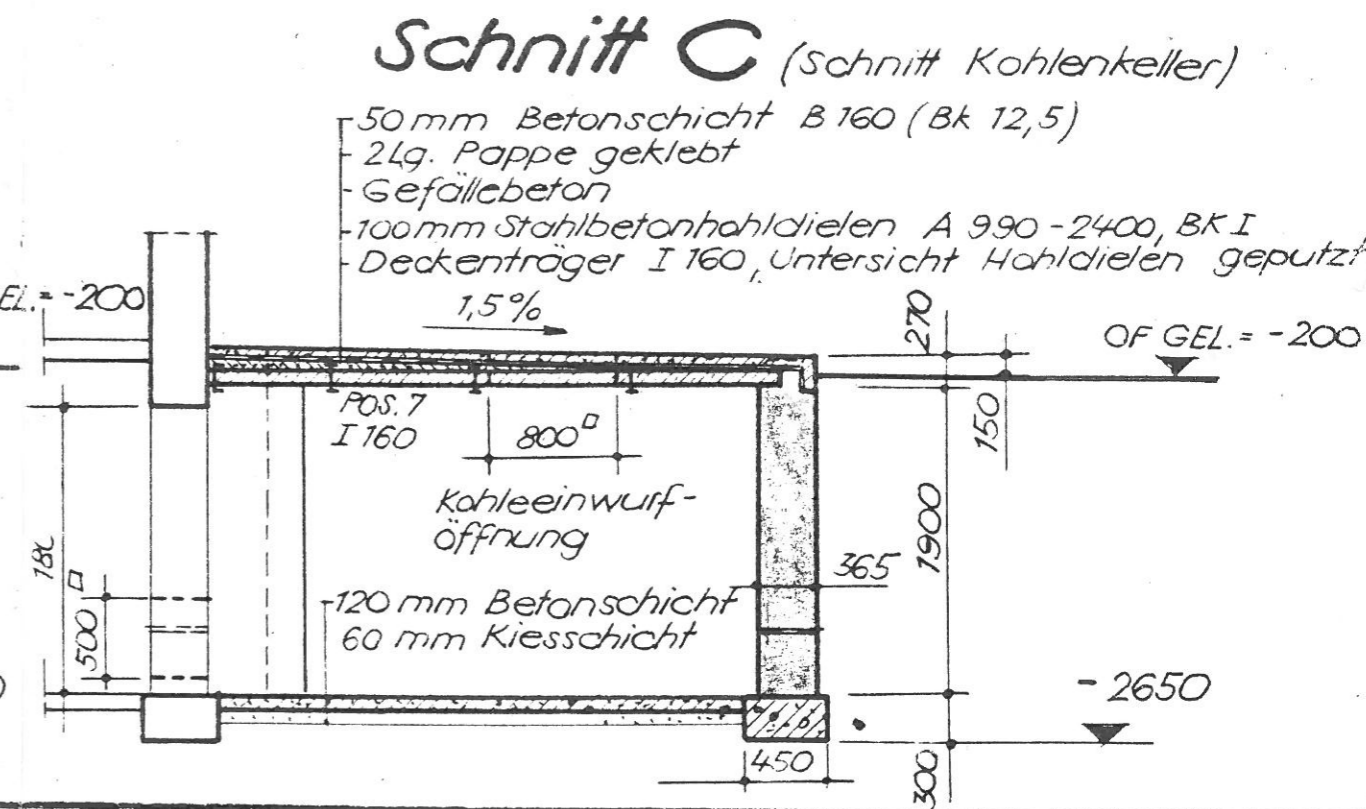 Schnitt C (Schnitt Kohlenkeller)
50 mm Betonschicht B 160 (Bk 12,5)
2 Lg. Pappe geklebt
Gefällebeton
100 mm Stahlbetonhohldielen A 990-2400, BK I
Deckenträger I 160, Untersicht Hohldielen geputzt
EL. = -200
1,5%
270
OF GEL. = -200
POS. 7
I 160
800
150
Kohleeinwurf-
öffnung
1900
365
500
120 mm Betonschicht
60 mm Kiesschicht
-2650
450
300